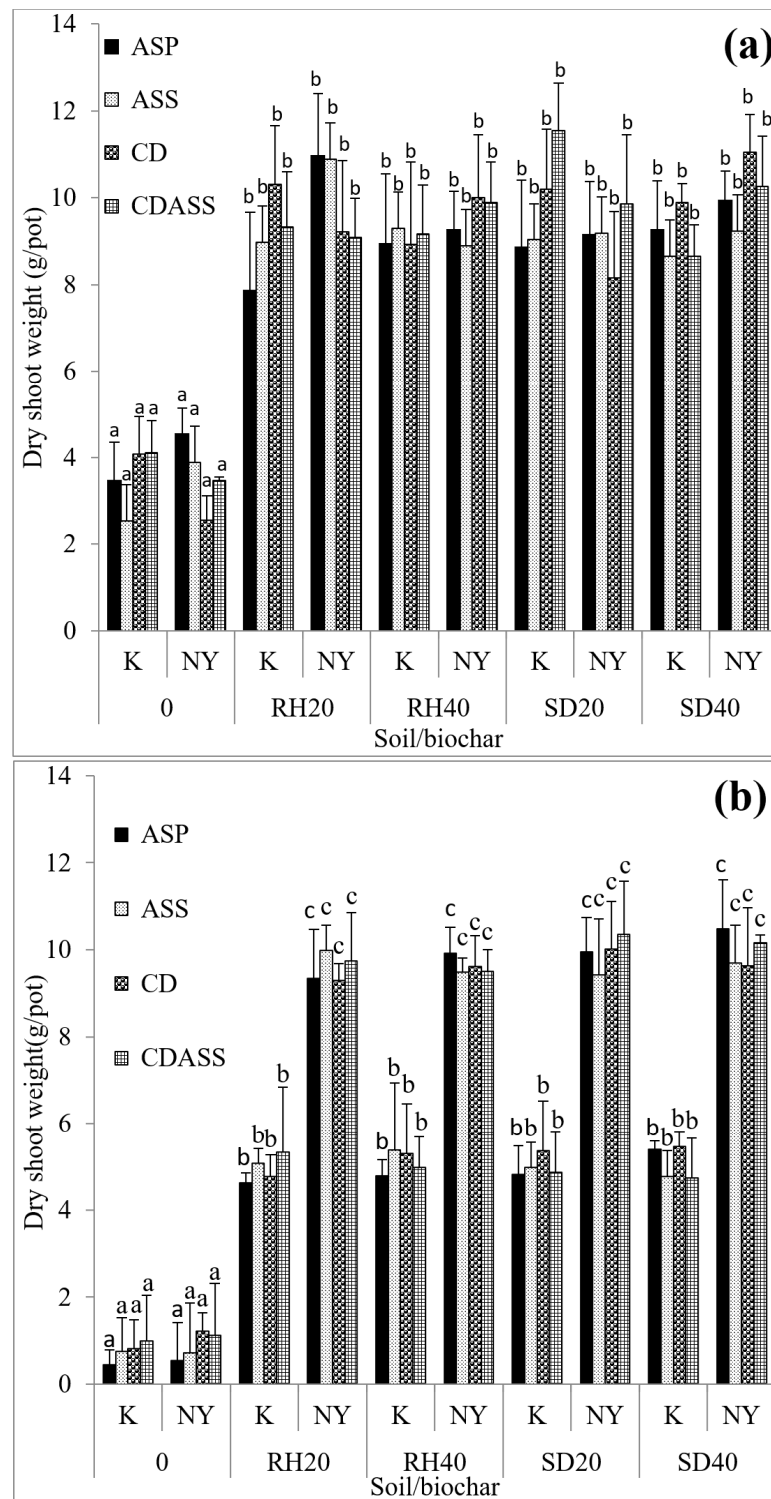 (a)
14
12
10
8
6
4
2
0
Dry shoot weight (g/pot)
ASP
ASS
CD
CDASS
a a a a a a a a b b b b b b b b b b b b b b b b b b b b b b b b b b b b b b b b
K NY K NY K NY K NY K NY
0 RH20 RH40 SD20 SD40
Soil/biochar
(b)
14
12
10
8
6
4
2
0
Dry shoot weight(g/pot)
ASP
ASS
CD
CDASS
a a a a a a a a b b b b c c c c b b b b c c c c b b b b c c c c b b b b c c c c
K NY K NY K NY K NY K NY
0 RH20 RH40 SD20 SD40
Soil/biochar